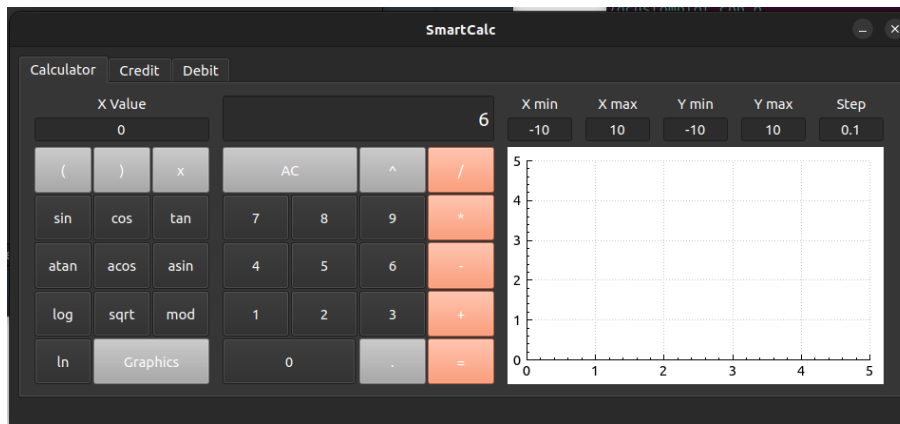 SmartCalc
Calculator Credit Debit
X Value
0
6
X min X max Y min Y max Step
-10 10 -10 10 0.1
( ) x AC ^ /
sin cos tan 7 8 9 *
atan acos asin 4 5 6 -
log sqrt mod 1 2 3 +
ln Graphics 0 . =
5
4
3
2
1
0
0 1 2 3 4 5